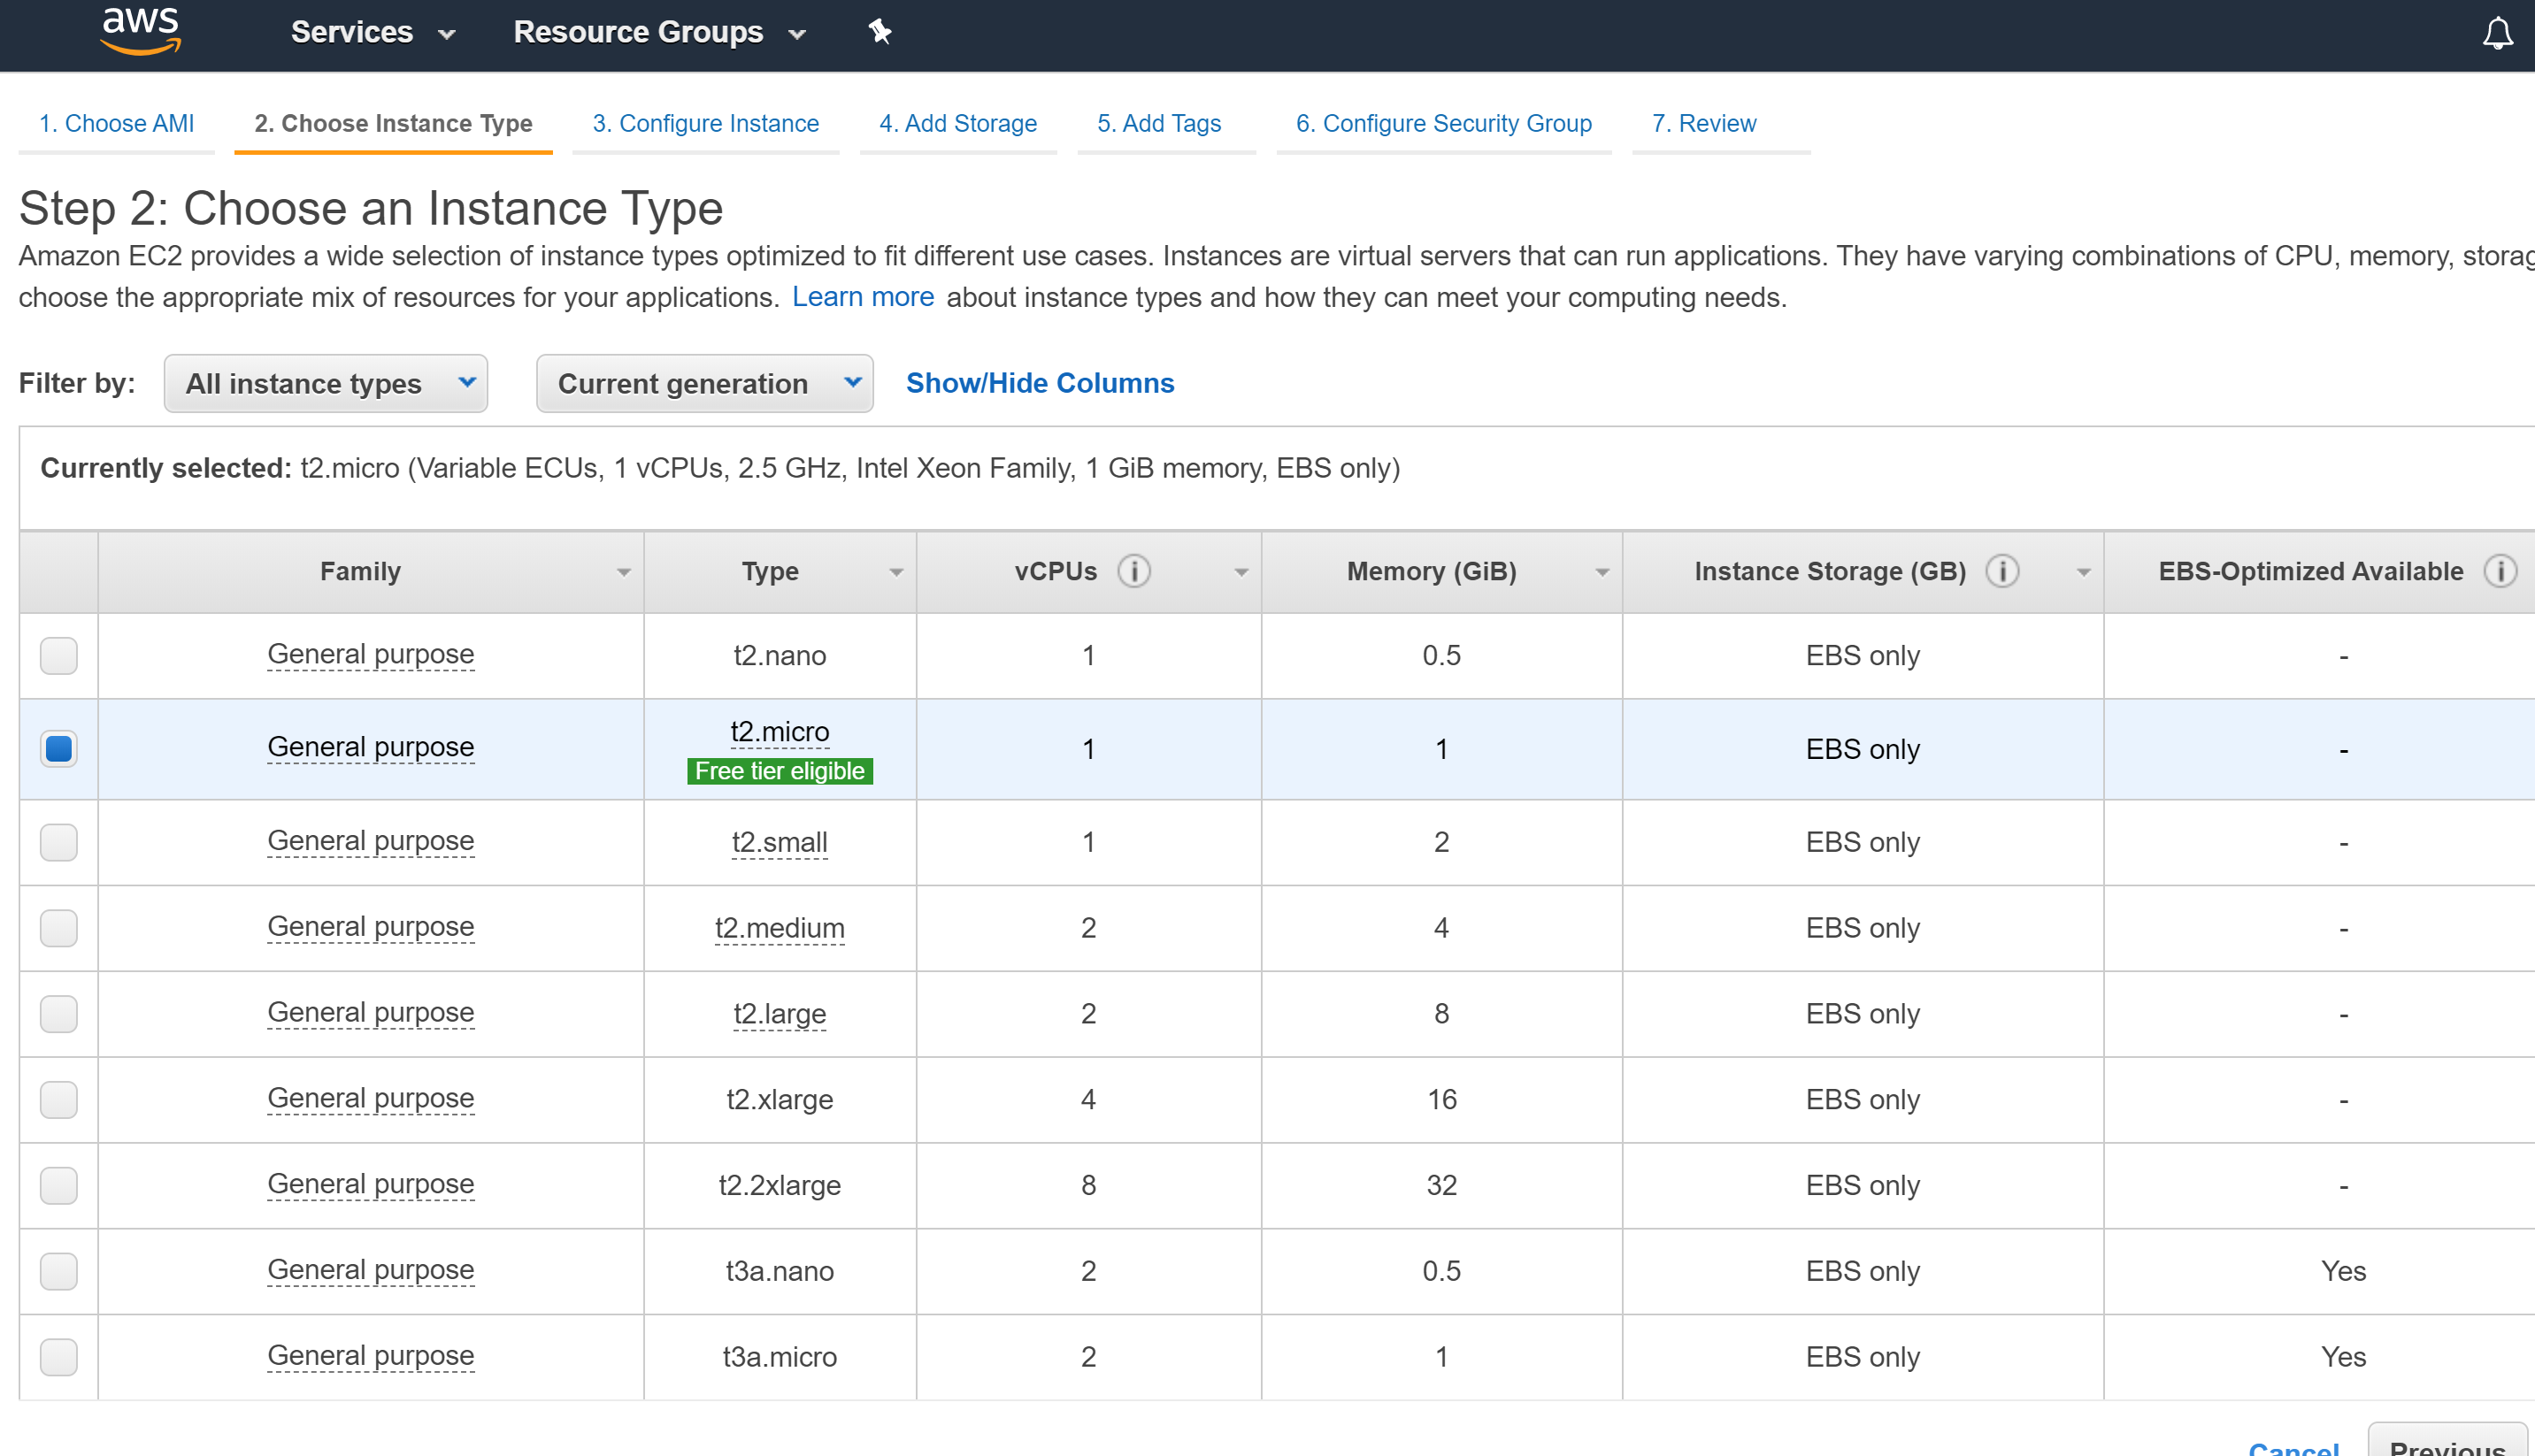 aws Services Resource Groups
1. Choose AMI 2. Choose Instance Type 3. Configure Instance 4. Add Storage 5. Add Tags 6. Configure Security Group 7. Review
Step 2: Choose an Instance Type
Amazon EC2 provides a wide selection of instance types optimized to fit different use cases. Instances are virtual servers that can run applications. They have varying combinations of CPU, memory, storag
choose the appropriate mix of resources for your applications. Learn more about instance types and how they can meet your computing needs.
Filter by: All instance types Current generation Show/Hide Columns
Currently selected: t2.micro (Variable ECUs, 1 vCPUs, 2.5 GHz, Intel Xeon Family, 1 GiB memory, EBS only)
Family Type vCPUs i Memory (GiB) Instance Storage (GB) i EBS-Optimized Available i
General purpose t2.nano 1 0.5 EBS only -
General purpose t2.micro 1 1 EBS only -
Free tier eligible
General purpose t2.small 1 2 EBS only -
General purpose t2.medium 2 4 EBS only -
General purpose t2.large 2 8 EBS only -
General purpose t2.xlarge 4 16 EBS only -
General purpose t2.2xlarge 8 32 EBS only -
General purpose t3a.nano 2 0.5 EBS only Yes
General purpose t3a.micro 2 1 EBS only Yes
Cancel Previous